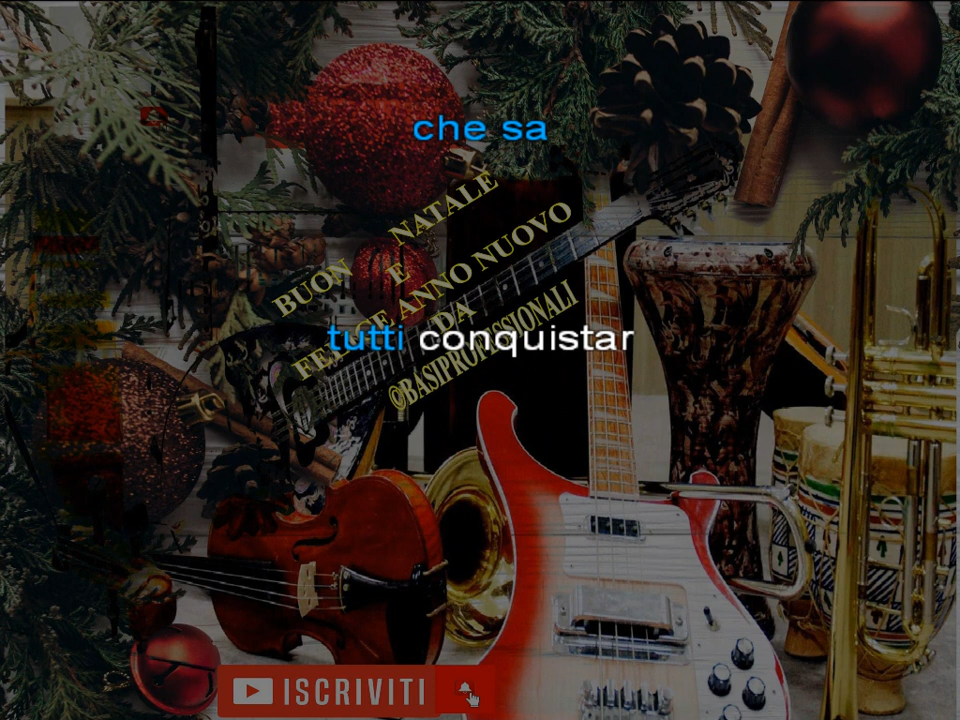 che sa
BUON NATALE
E
FELICE ANNO NUOVO
DA
@BASIPROFESSIONALI
tutti conquistar
ISCRIVITI